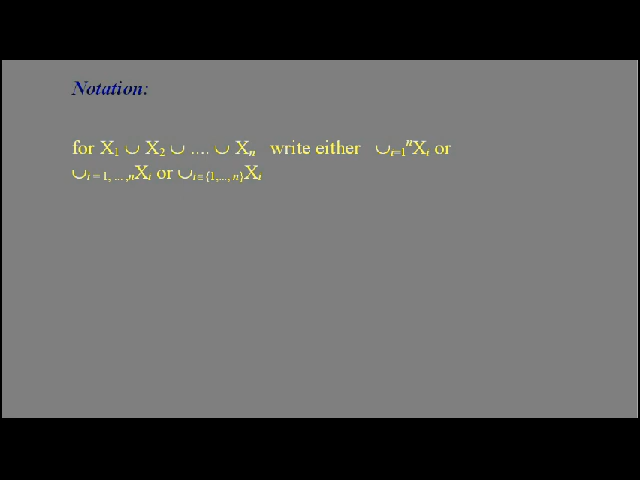 Notation:
for X₁ ∪ X₂ ∪ .... ∪ Xₙ write either ∪ᵢ₌₁ⁿXᵢ or
∪ᵢ = 1, ... ,nXᵢ or ∪ᵢ ∈ {1,..., n}Xᵢ